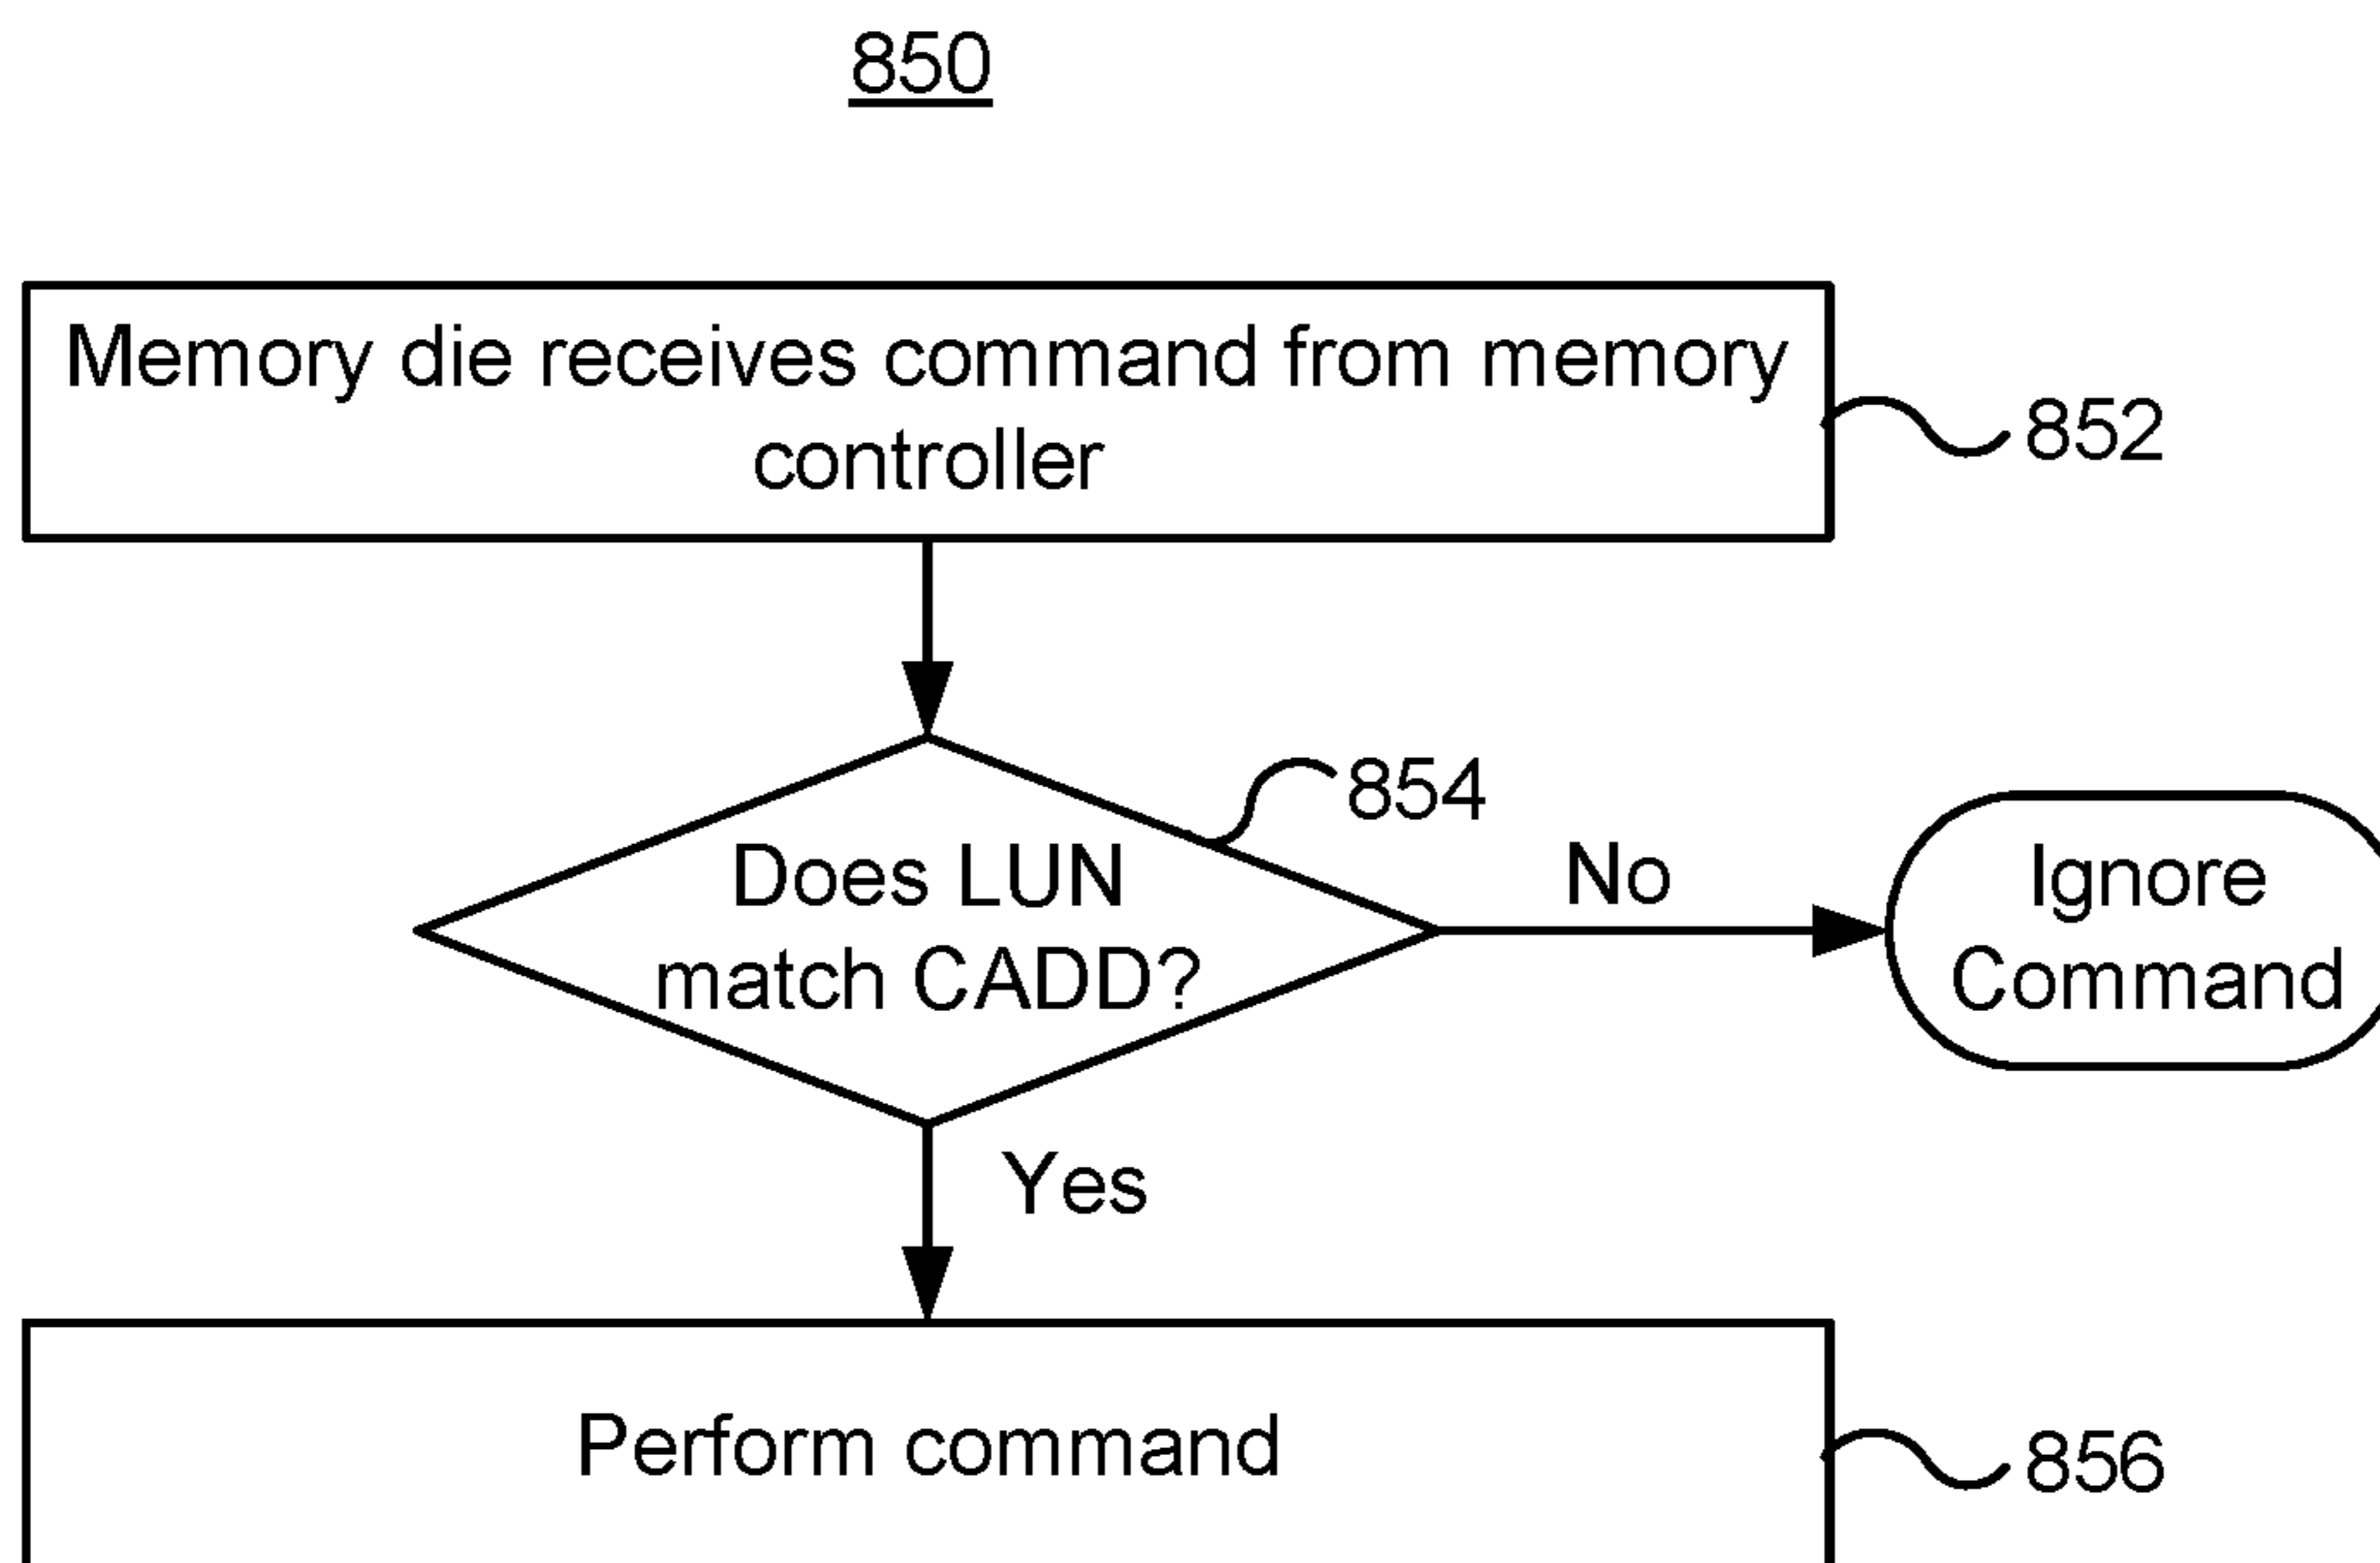 850
Memory die receives command from memory
controller
852
854
Does LUN
match CADD?
No
Ignore
Command
Yes
Perform command
856